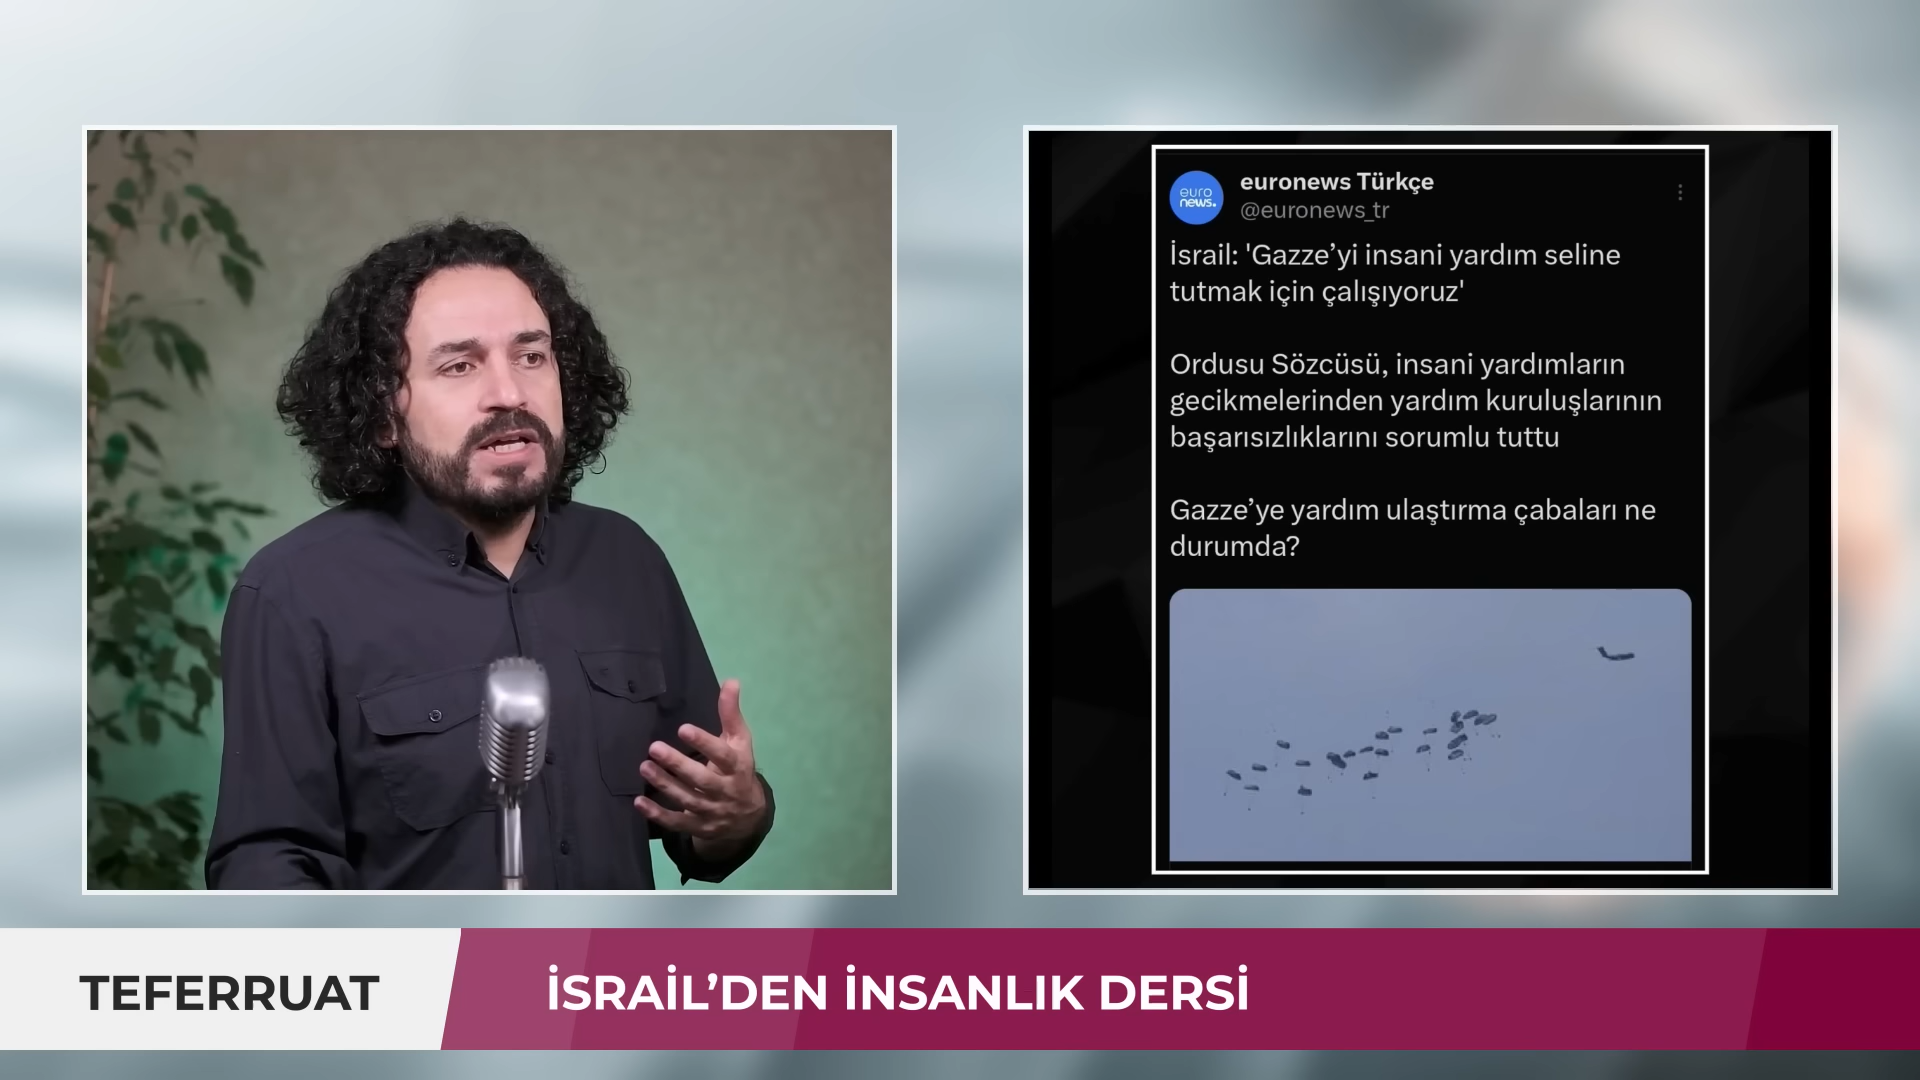 euro
news.
euronews Türkçe
@euronews_tr
İsrail: 'Gazze’yi insani yardım seline
tutmak için çalışıyoruz'
Ordusu Sözcüsü, insani yardımların
gecikmelerinden yardım kuruluşlarının
başarısızlıklarını sorumlu tuttu
Gazze’ye yardım ulaştırma çabaları ne
durumda?
TEFERRUAT
İSRAİL’DEN İNSANLIK DERSİ